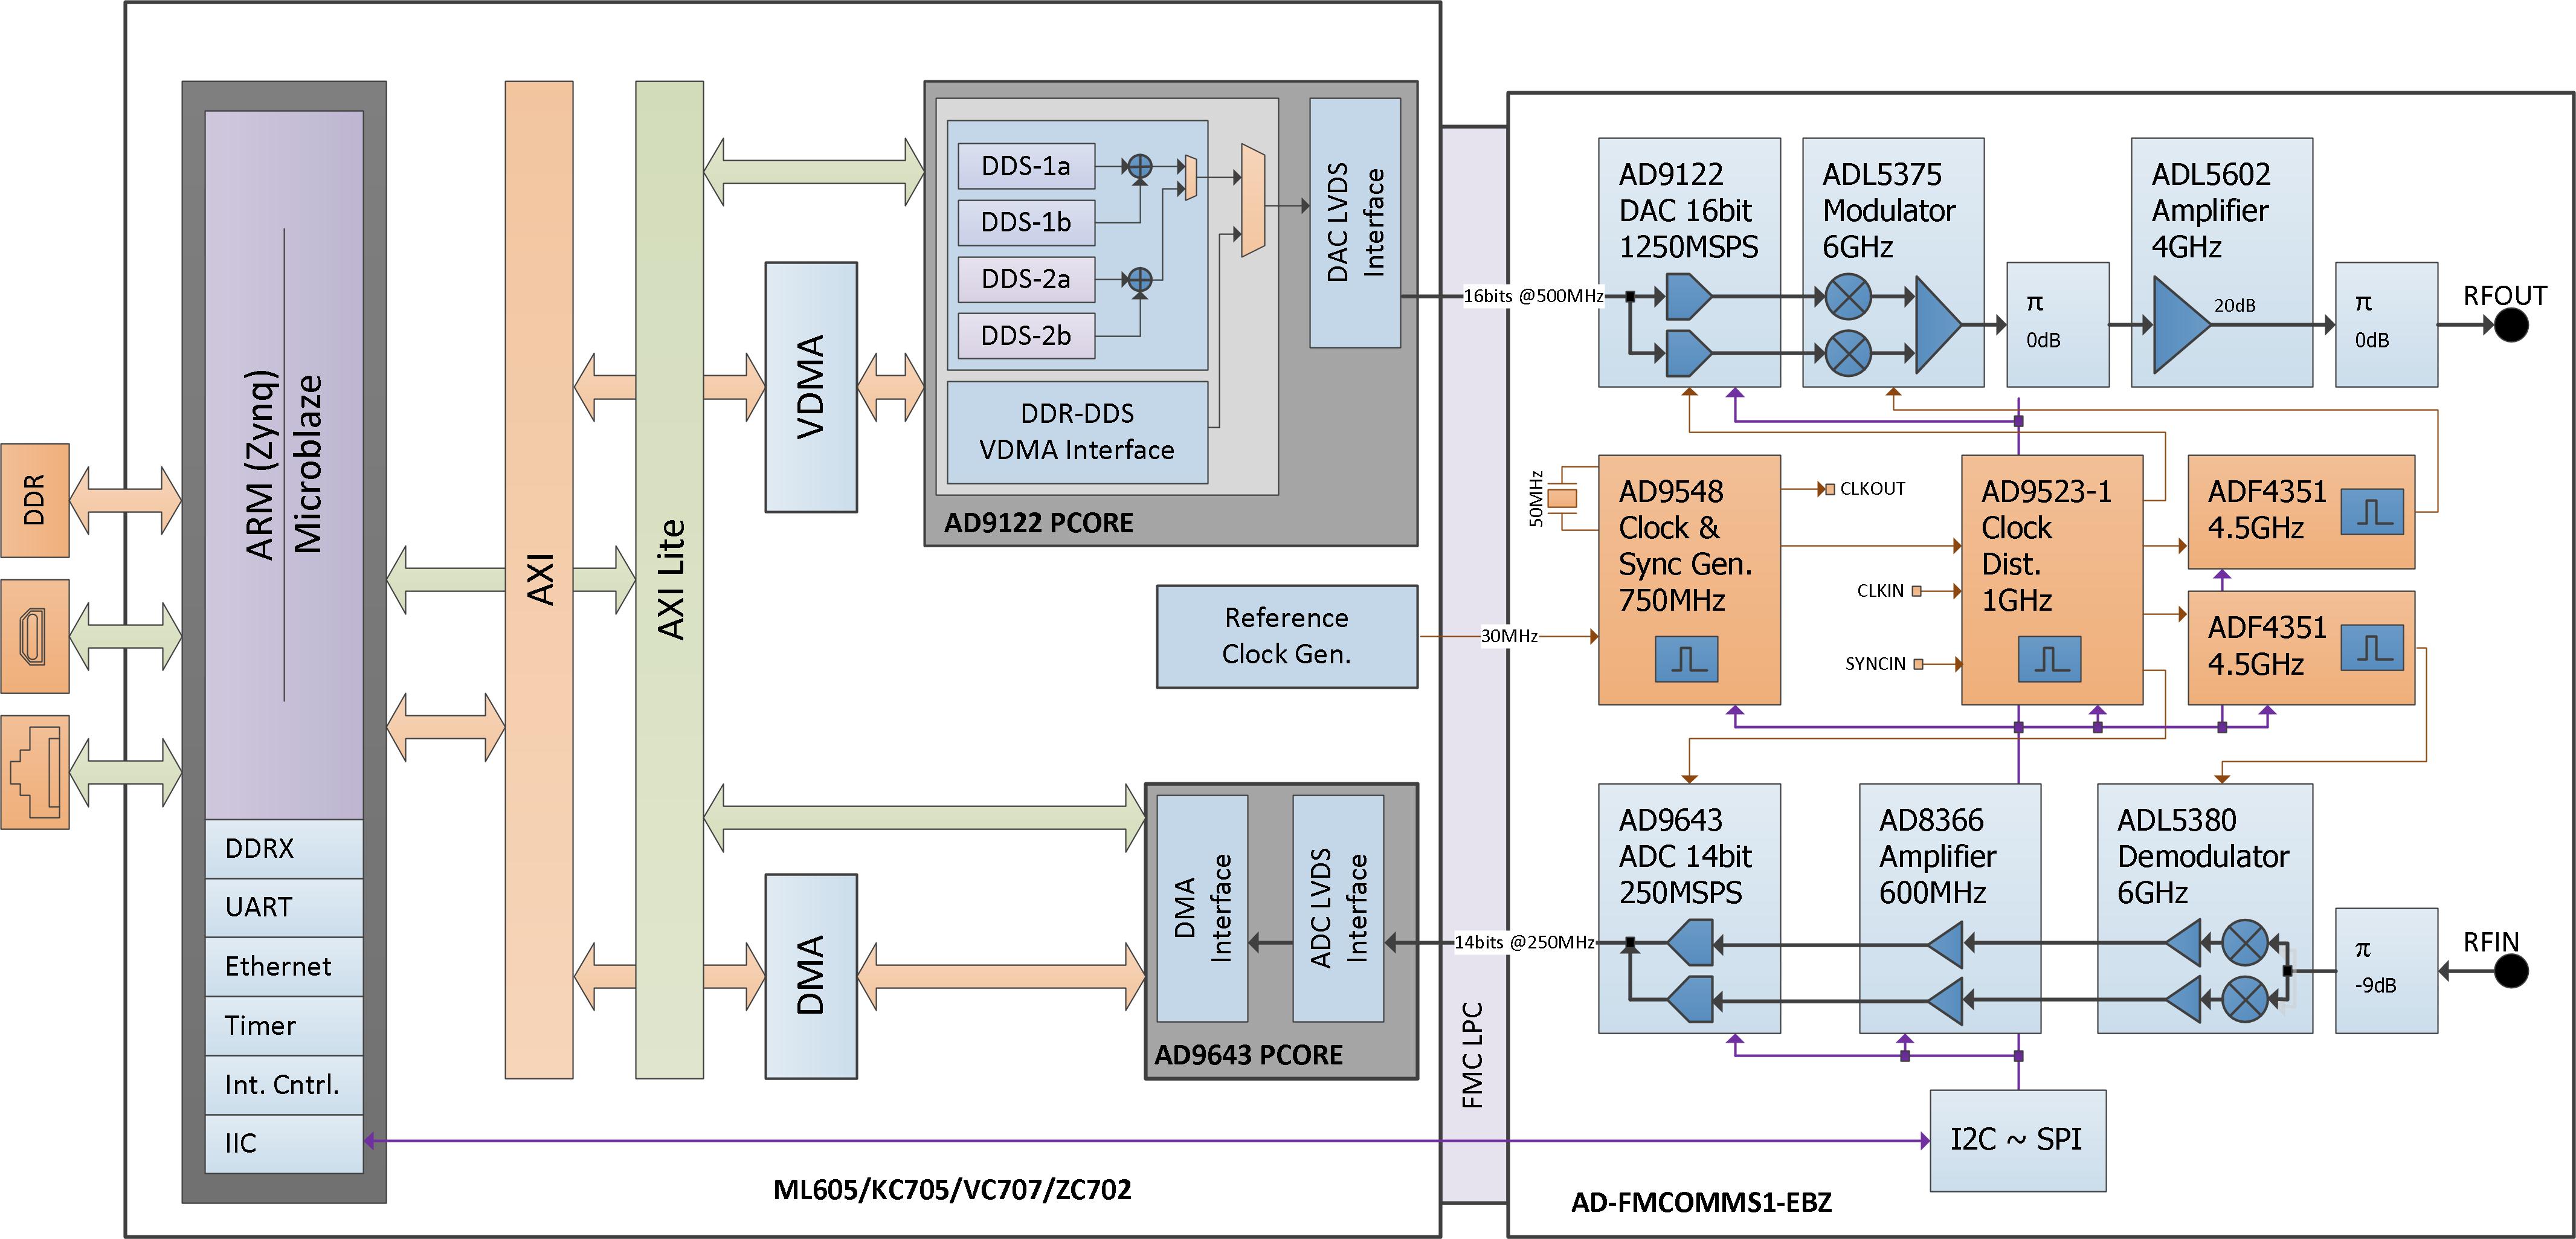 DDR
ARM (Zynq)
Microblaze
DDRX
UART
Ethernet
Timer
Int. Cntrl.
IIC
AXI
AXI Lite
VDMA
DMA
DDS-1a
DDS-1b
DDS-2a
DDS-2b
DDR-DDS
VDMA Interface
DAC LVDS
Interface
AD9122 PCORE
Reference
Clock Gen.
DMA
Interface
ADC LVDS
Interface
AD9643 PCORE
ML605/KC705/VC707/ZC702
16bits @500MHz
30MHz
14bits @250MHz
FMC LPC
AD9122
DAC 16bit
1250MSPS
ADL5375
Modulator
6GHz
π
0dB
ADL5602
Amplifier
4GHz
20dB
π
0dB
RFOUT
50MHz
AD9548
Clock &
Sync Gen.
750MHz
CLKOUT
CLKIN
SYNCIN
AD9523-1
Clock
Dist.
1GHz
ADF4351
4.5GHz
ADF4351
4.5GHz
AD9643
ADC 14bit
250MSPS
AD8366
Amplifier
600MHz
ADL5380
Demodulator
6GHz
π
-9dB
RFIN
I2C ~ SPI
AD-FMCOMMS1-EBZ